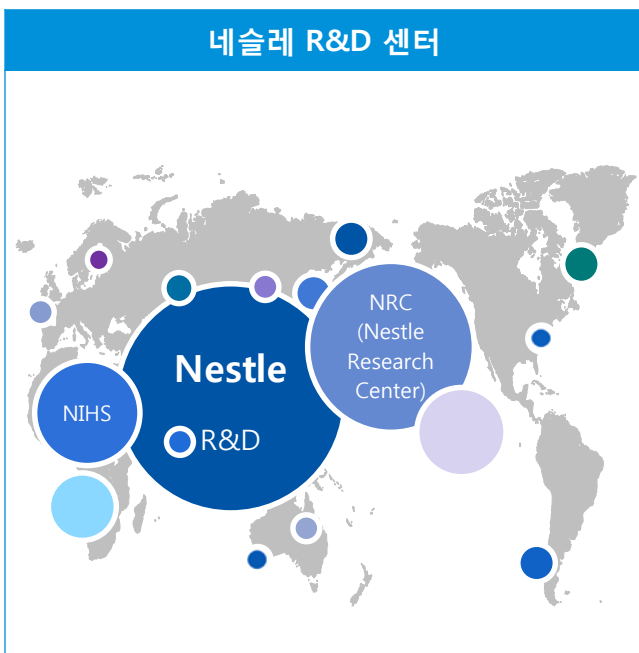 네슬레 R&D 센터
NRC
(Nestle
Research
Center)
Nestle
NIHS
R&D